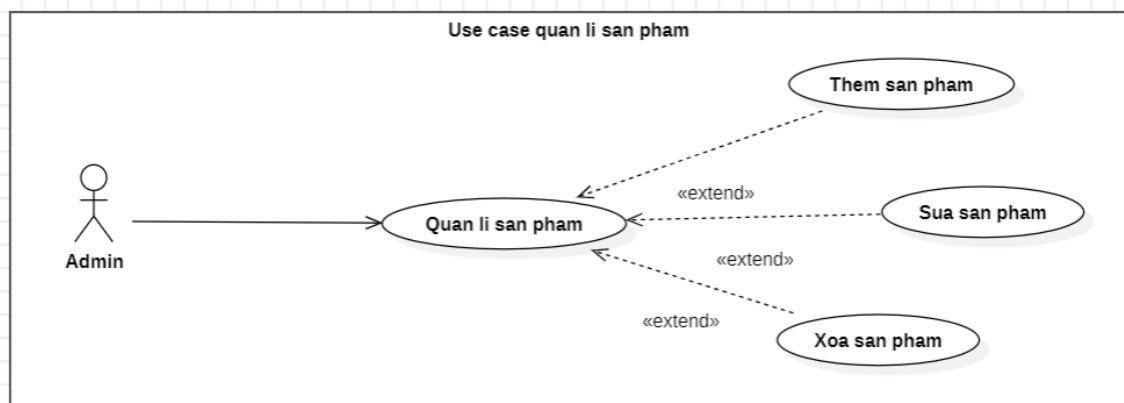 Use case quan li san pham
Them san pham
«extend»
Sua san pham
Quan li san pham
Admin
«extend»
«extend»
Xoa san pham